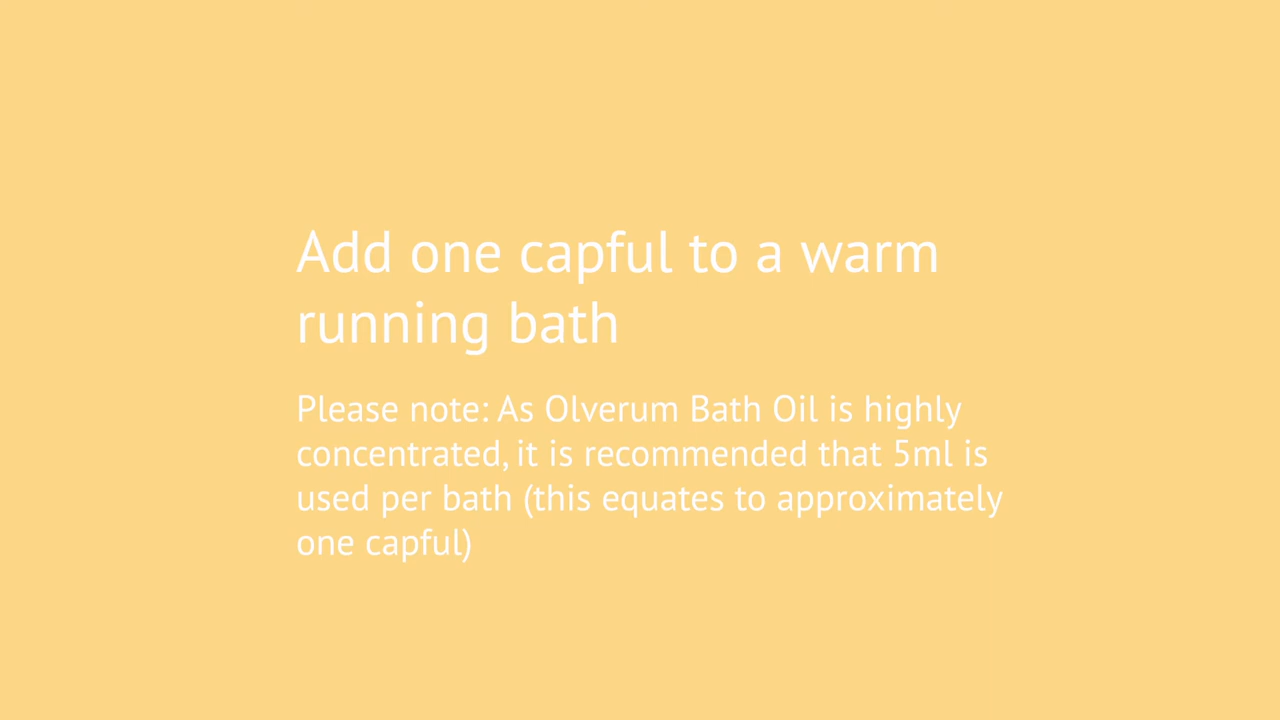 Add one capful to a warm
running bath
Please note: As Olverum Bath Oil is highly
concentrated, it is recommended that 5ml is
used per bath (this equates to approximately
one capful)